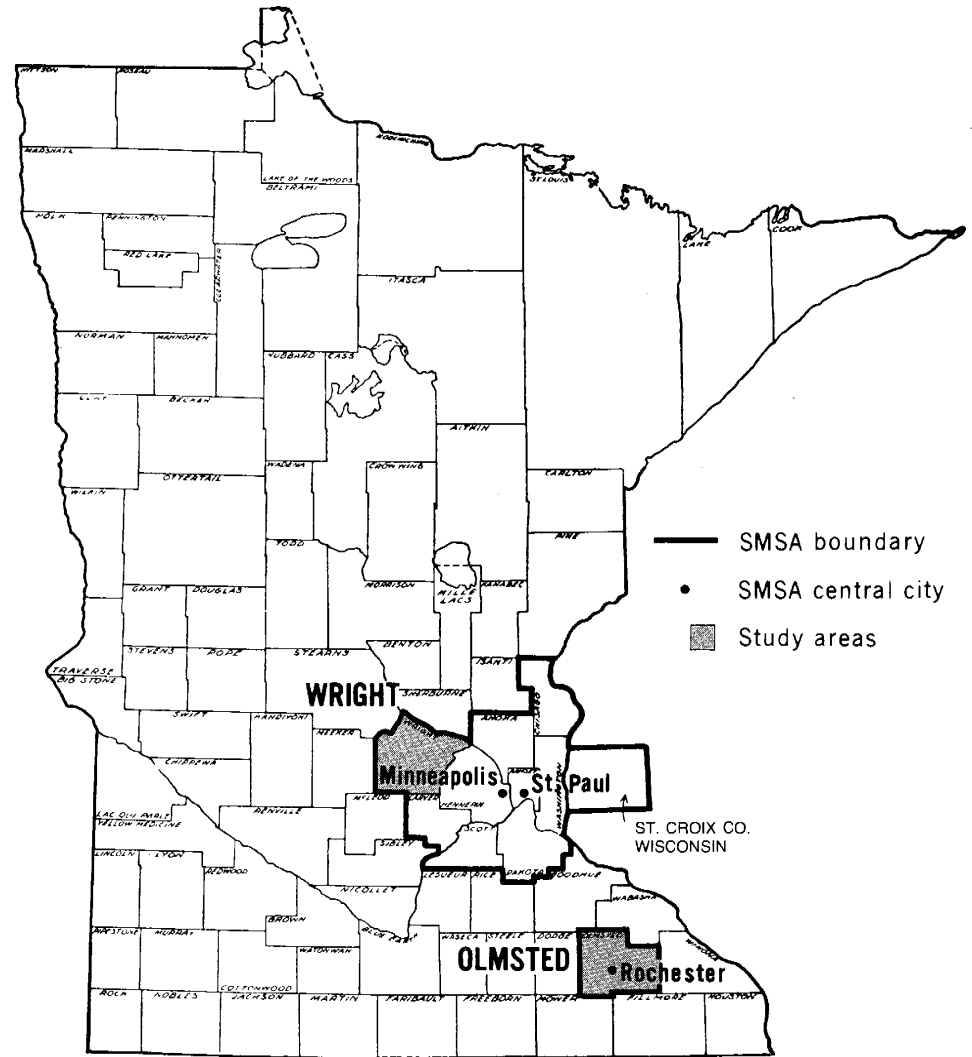 KITTSON
ROSEAU
KOOCHICHING
MARSHALL
LAKE OF THE WOODS
BELTRAMI
ST. LOUIS
POLK
PENNINGTON
COOK
RED LAKE
LAKE
CLEARWATER
ITASCA
NORMAN
MAHNOMEN
HUBBARD
CASS
CLAY
BECKER
AITKIN
WADENA
CROW WING
CARLTON
OTTERTAIL
WILKIN
PINE
SMSA boundary
TODD
MORRISON
KANABEC
MILLE
LACS
SMSA central city
GRANT
DOUGLAS
BENTON
Study areas
STEVENS
POPE
STEARNS
ISANTI
TRAVERSE
BIG STONE
WRIGHT
SHERBURNE
CHISAGO
SWIFT
KANDIYOHI
ANOKA
MEEKER
WRIGHT
CHIPPEWA
Minneapolis
RAMSEY
St. Paul
MCLEOD
CARVER
HENNEPIN
WASHINGTON
RENVILLE
LAC QUI PARLE
YELLOW MEDICINE
SCOTT
ST. CROIX CO.
WISCONSIN
SIBLEY
LINCOLN
LYON
REDWOOD
LESUEUR
RICE
DAKOTA
GOODHUE
NICOLLET
WABASHA
BROWN
PIPESTONE
MURRAY
BLUE EARTH
WASECA
STEELE
DODGE
OLMSTED
WINONA
WATONWAN
OLMSTED
Rochester
COTTONWOOD
ROCK
NOBLES
JACKSON
MARTIN
FARIBAULT
FREEBORN
MOWER
FILLMORE
HOUSTON